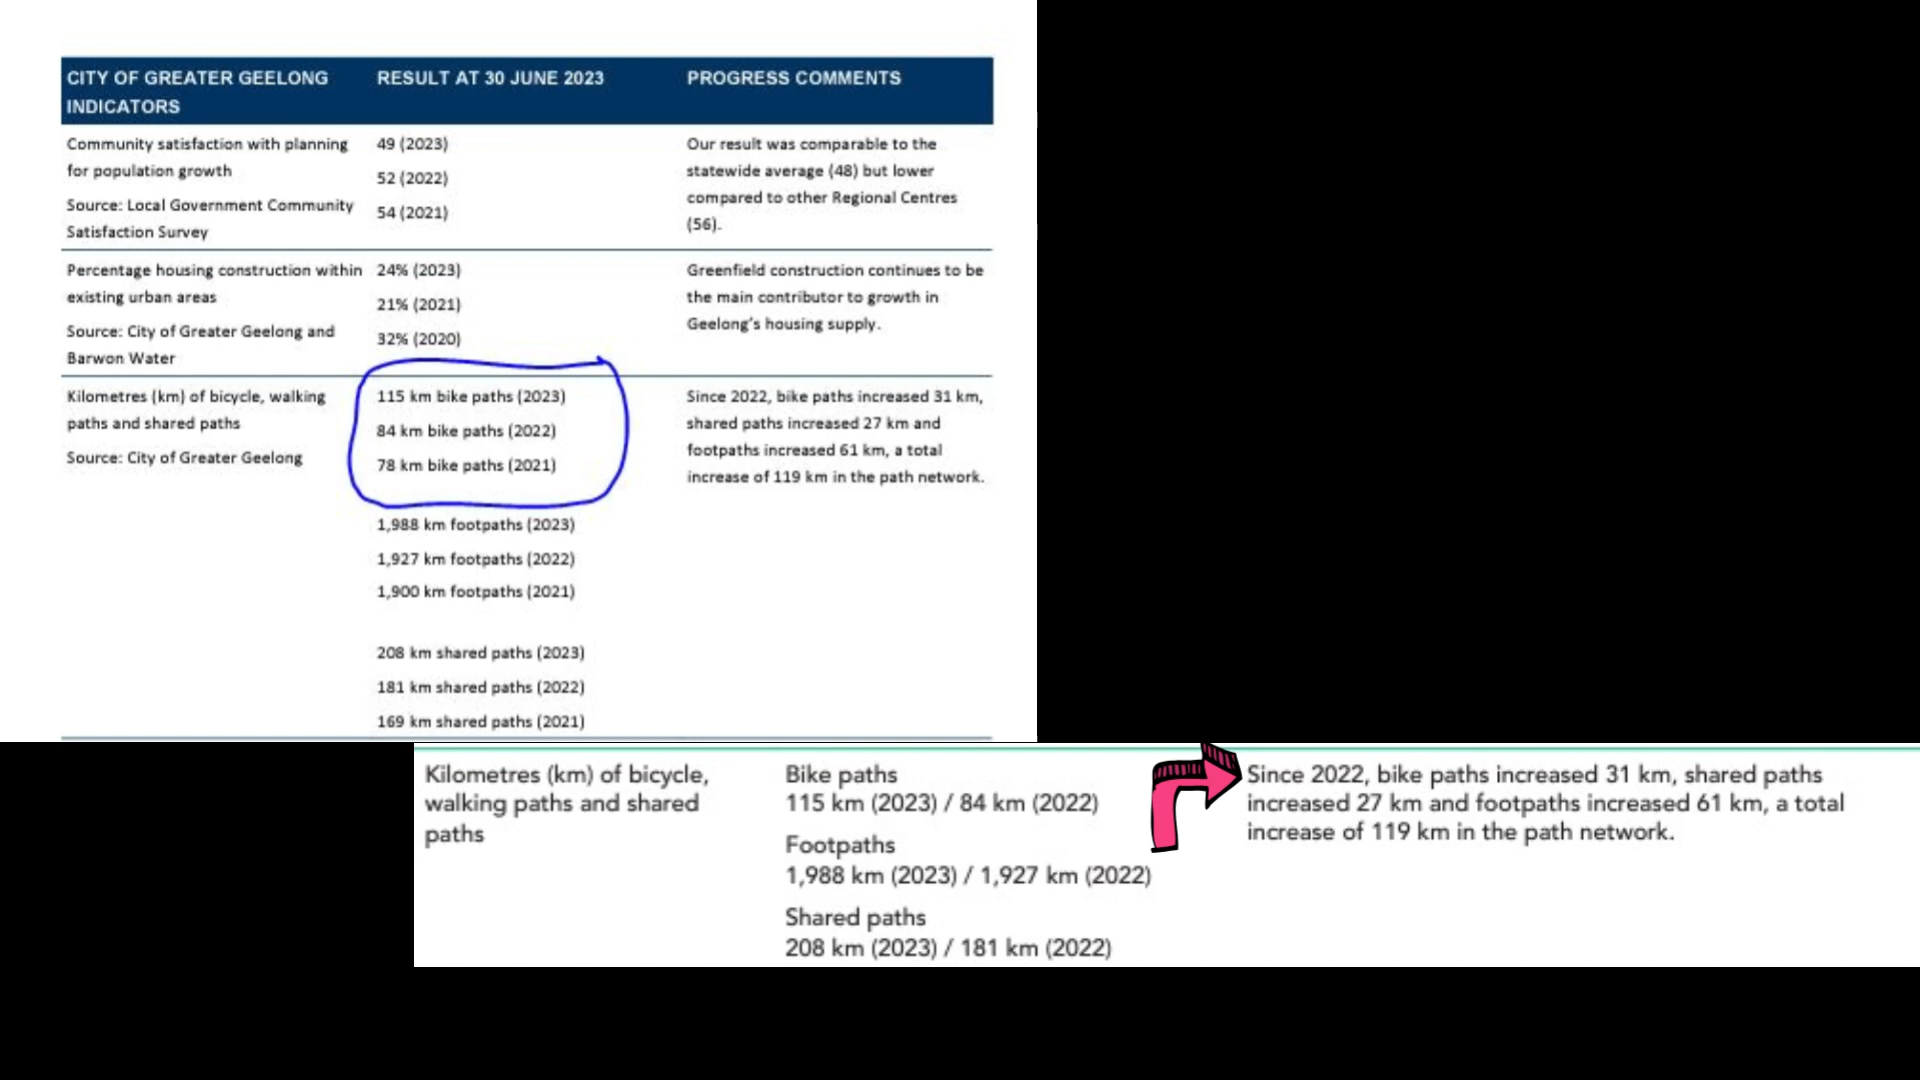 CITY OF GREATER GEELONG
INDICATORS
RESULT AT 30 JUNE 2023
PROGRESS COMMENTS
Community satisfaction with planning
for population growth
Source: Local Government Community
Satisfaction Survey
49 (2023)
52 (2022)
54 (2021)
Our result was comparable to the
statewide average (48) but lower
compared to other Regional Centres
(56).
Percentage housing construction within
existing urban areas
Source: City of Greater Geelong and
Barwon Water
24% (2023)
21% (2021)
32% (2020)
Greenfield construction continues to be
the main contributor to growth in
Geelong's housing supply.
Kilometres (km) of bicycle, walking
paths and shared paths
Source: City of Greater Geelong
115 km bike paths (2023)
84 km bike paths (2022)
78 km bike paths (2021)
1,988 km footpaths (2023)
1,927 km footpaths (2022)
1,900 km footpaths (2021)
208 km shared paths (2023)
181 km shared paths (2022)
169 km shared paths (2021)
Since 2022, bike paths increased 31 km,
shared paths increased 27 km and
footpaths increased 61 km, a total
increase of 119 km in the path network.
Kilometres (km) of bicycle,
walking paths and shared
paths
Bike paths
115 km (2023) / 84 km (2022)
Footpaths
1,988 km (2023) / 1,927 km (2022)
Shared paths
208 km (2023) / 181 km (2022)
Since 2022, bike paths increased 31 km, shared paths
increased 27 km and footpaths increased 61 km, a total
increase of 119 km in the path network.